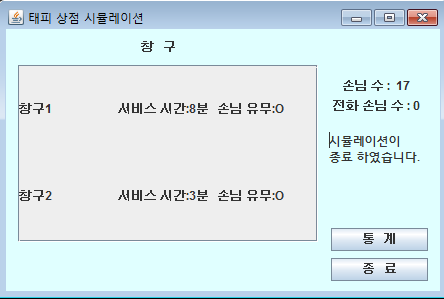 태피 상점 시뮬레이션
창 구
손님 수 : 17
전화 손님 수 : 0
창구1 서비스 시간:8분 손님 유무:O
시뮬레이션이
종료 하였습니다.
창구2 서비스 시간:3분 손님 유무:O
통 계
종 료